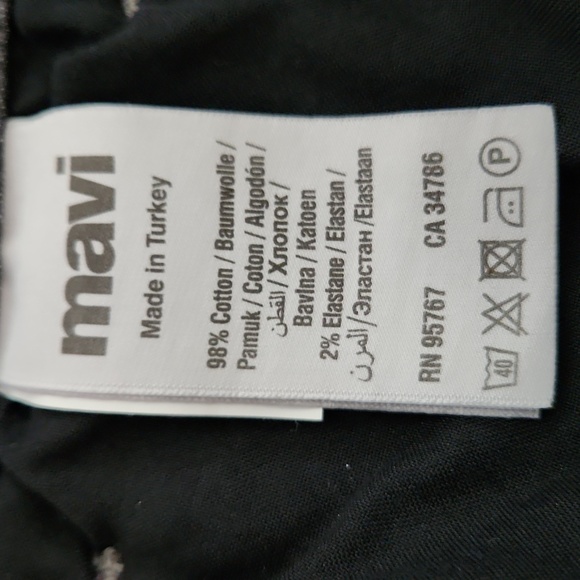 mavi
Made in Turkey
98% Cotton / Baumwolle /
Pamuk / Coton / Algodón /
القطن / Хлопок /
Bavlna / Katoen
2% Elastane / Elastan /
المرن / Эластан /Elastaan
RN 95767 CA 34786
40 P